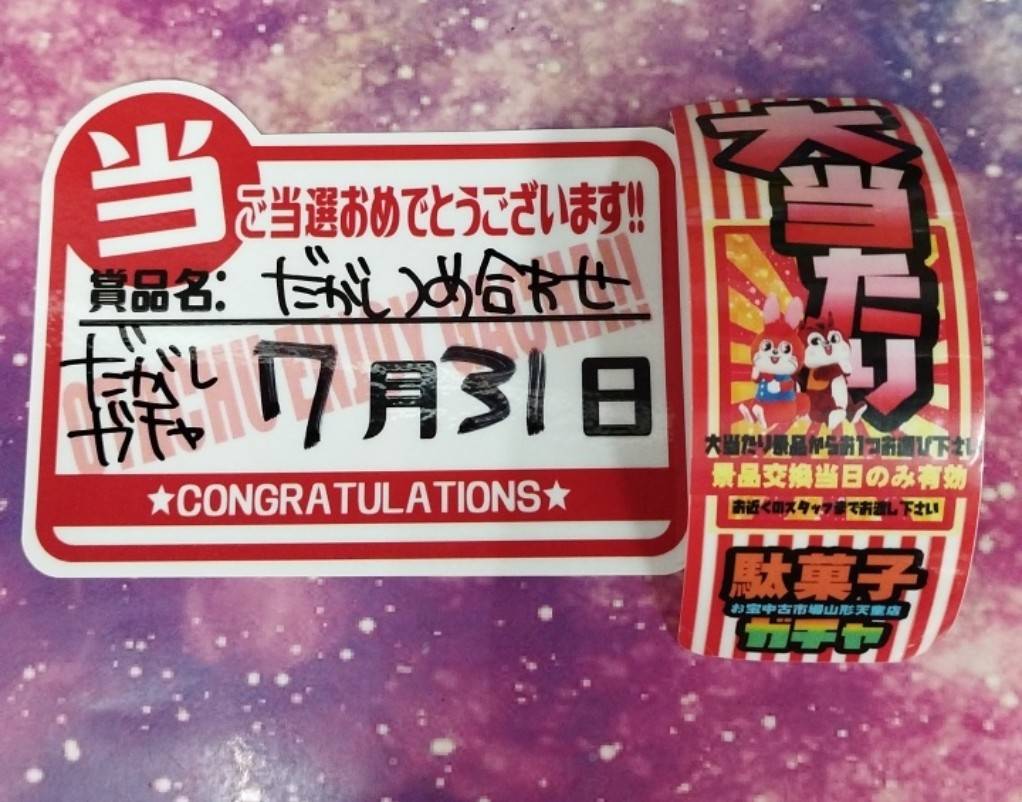 当
ご当選おめでとうございます!!
賞品名: だがしつめ合わせ
だがし
ガチャ
7月31日
★CONGRATULATIONS★
大当たり
大当たり景品からお1つお選び下さい
景品交換当日のみ有効
お近くのスタッフまでお渡し下さい
駄菓子
お宝中古市場山形天童店
ガチャ